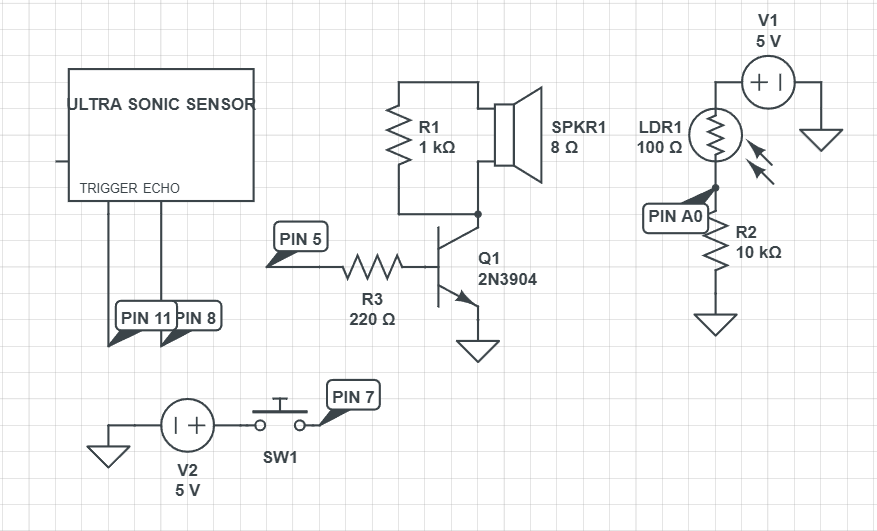 V1
5 V
ULTRA SONIC SENSOR
R1
1 kΩ
SPKR1
8 Ω
LDR1
100 Ω
TRIGGER ECHO
PIN A0
R2
10 kΩ
PIN 5
Q1
2N3904
R3
220 Ω
PIN 11
PIN 8
PIN 7
SW1
V2
5 V